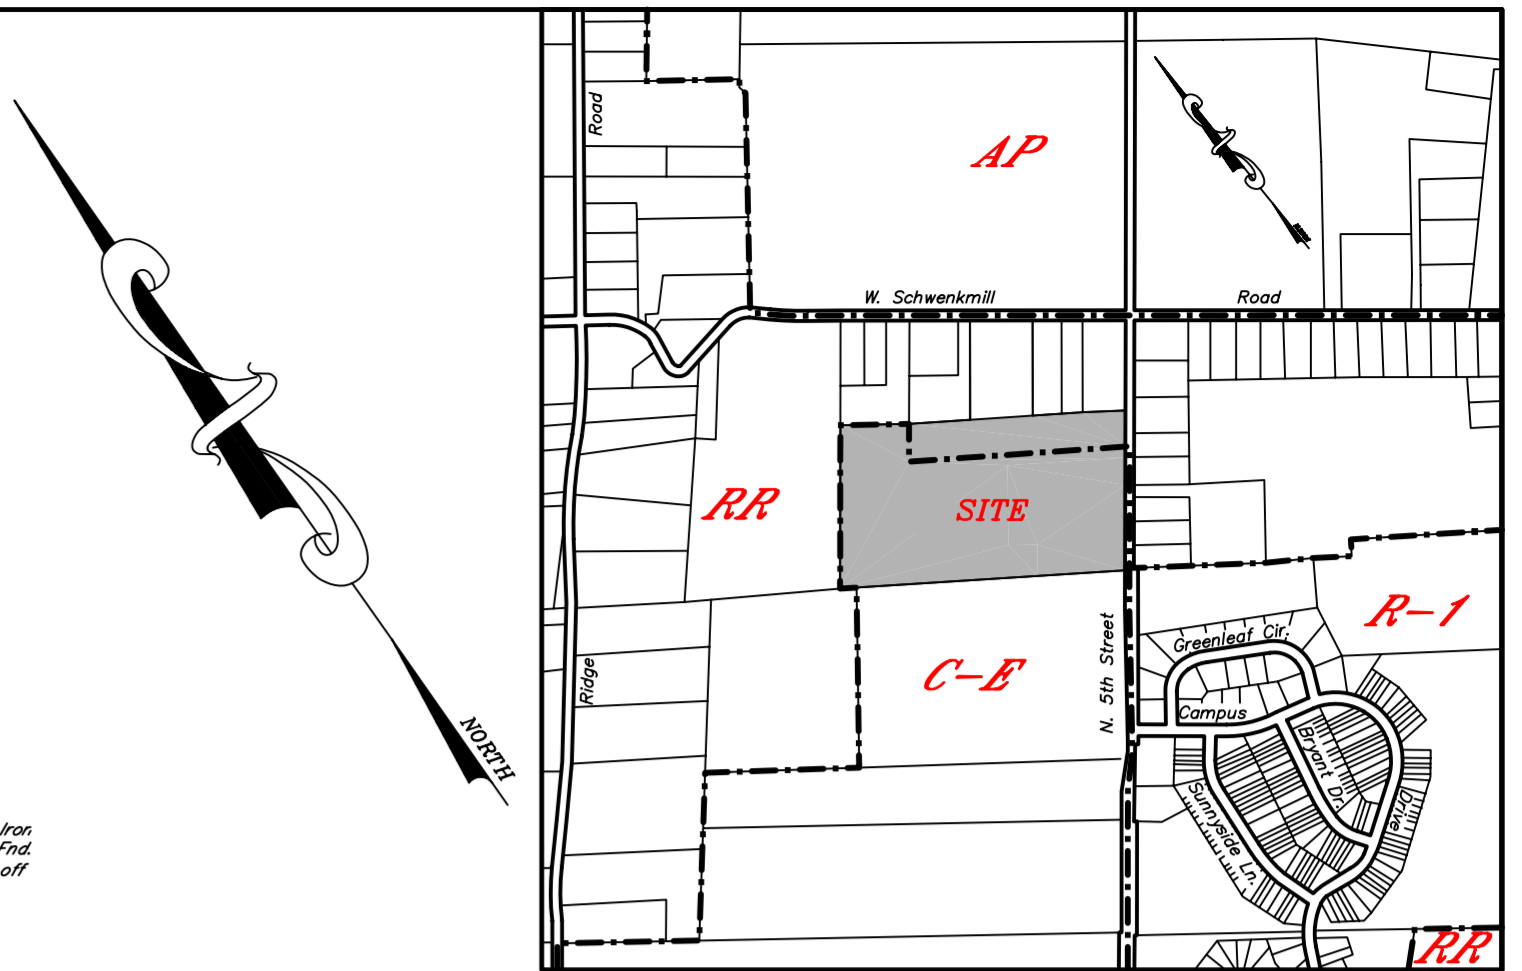 Road
AP
W. Schwenkmill
Road
RR
SITE
R-1
Greenleaf Cir.
C-E
N. 5th Street
Ridge
Campus
Bryant Dr.
Sunnyside Ln.
Drive
NORTH
Iron
Fnd.
off
RR